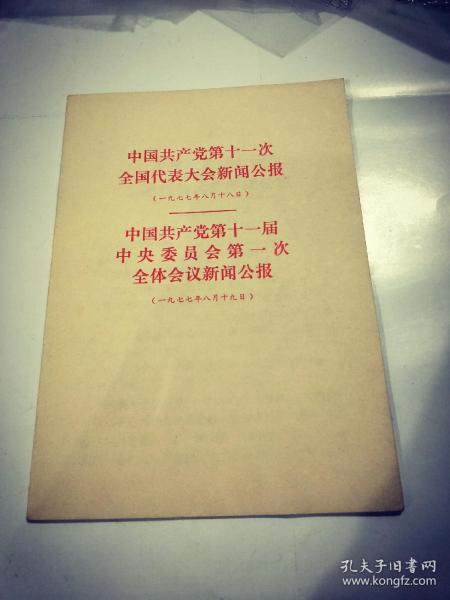 中国共产党第十一次
全国代表大会新闻公报
（一九七七年八月十八日）
中国共产党第十一届
中央委员会第一次
全体会议新闻公报
（一九七七年八月十九日）
孔夫子旧书网
www.kongfz.com